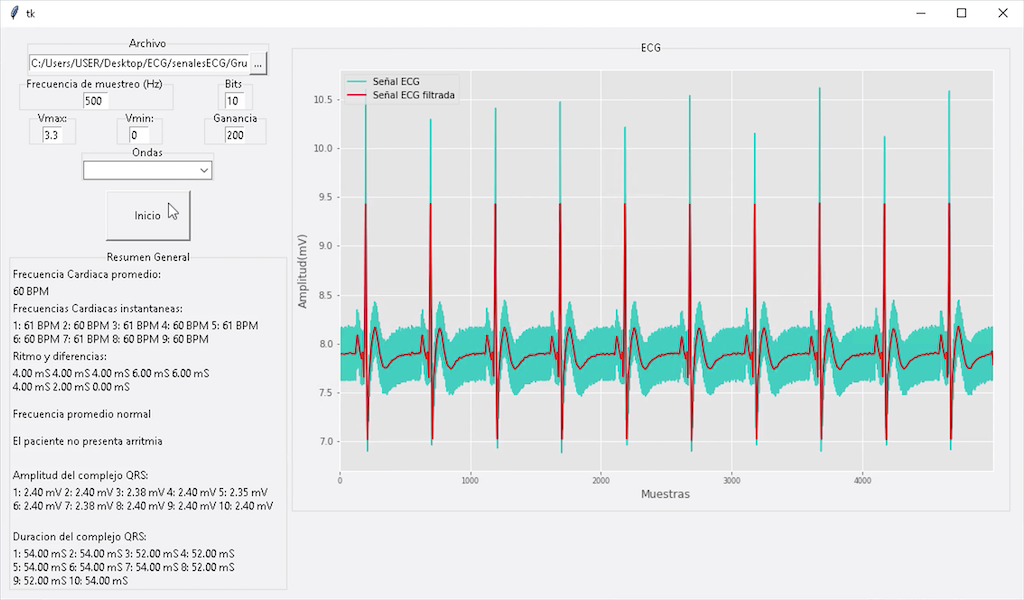 tk
Archivo
C:/Users/USER/Desktop/ECG/senalesECG/Gru
...
Frecuencia de muestreo (Hz)
Bits
500
10
Vmax:
Vmin:
Ganancia
3.3
0
200
Ondas
Inicio
Resumen General
Frecuencia Cardiaca promedio:
60 BPM
Frecuencias Cardiacas instantaneas:
1: 61 BPM 2: 60 BPM 3: 61 BPM 4: 60 BPM 5: 61 BPM
6: 60 BPM 7: 61 BPM 8: 60 BPM 9: 60 BPM
Ritmo y diferencias:
4.00 mS 4.00 mS 4.00 mS 6.00 mS 6.00 mS
4.00 mS 2.00 mS 0.00 mS
Frecuencia promedio normal
El paciente no presenta arritmia
Amplitud del complejo QRS:
1: 2.40 mV 2: 2.40 mV 3: 2.38 mV 4: 2.40 mV 5: 2.35 mV
6: 2.40 mV 7: 2.38 mV 8: 2.40 mV 9: 2.40 mV 10: 2.40 mV
Duracion del complejo QRS:
1: 54.00 mS 2: 54.00 mS 3: 52.00 mS 4: 52.00 mS
5: 54.00 mS 6: 54.00 mS 7: 54.00 mS 8: 52.00 mS
9: 52.00 mS 10: 54.00 mS
ECG
Señal ECG
Señal ECG filtrada
10.5
10.0
9.5
9.0
8.5
8.0
7.5
7.0
Amplitud(mV)
0
1000
2000
3000
4000
Muestras